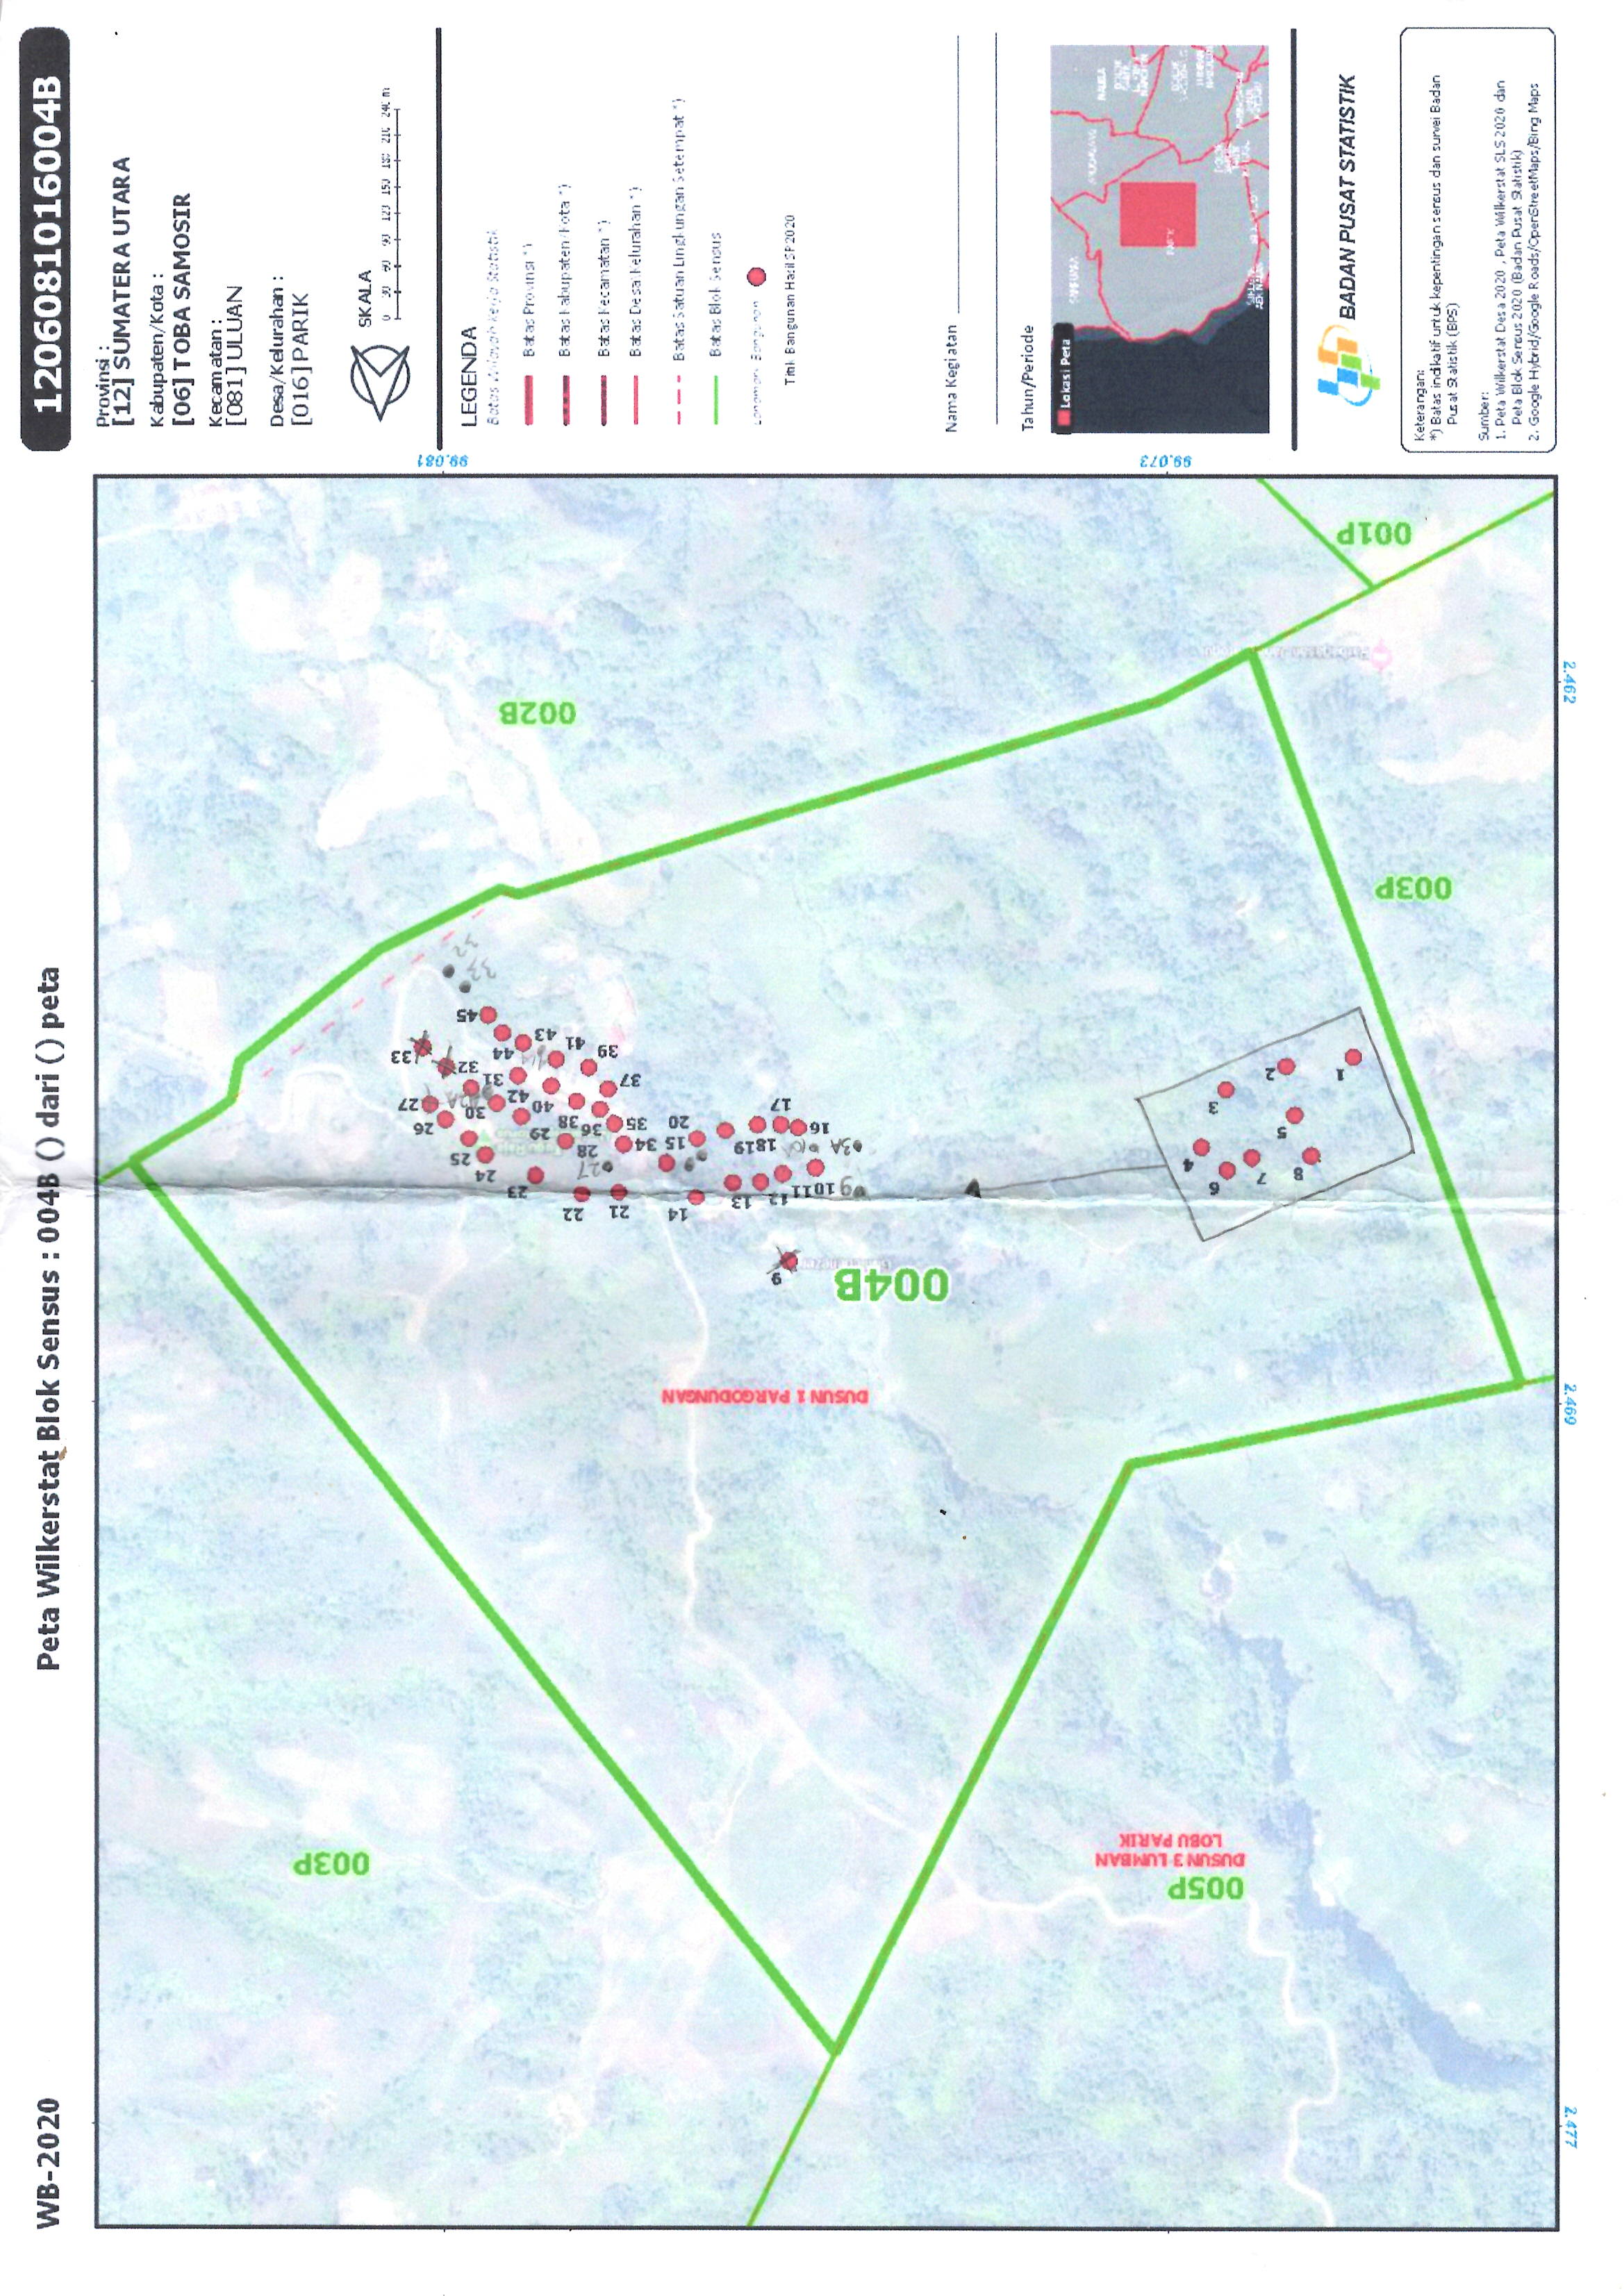 WB-2020
Peta Wilkerstat Blok Sensus : 004B () dari () peta
1206081016004B
Provinsi :
[12] SUMATERA UTARA
Kabupaten/Kota :
[06] TOBA SAMOSIR
Kecamatan :
[081] ULUAN
Desa/Kelurahan :
[016] PARIK
SKALA
0 30 60 90 120 150 180 210 240 m
LEGENDA
Batas Wilayah Kerja Statistik
Batas Provinsi *)
Batas Kabupaten/Kota *)
Batas Kecamatan *)
Batas Desa/Kelurahan *)
Batas Satuan Lingkungan Setempat *)
Batas Blok Sensus
Landmark Bangunan
Titik Bangunan Hasil SP2020
Nama Kegiatan
Tahun/Periode
Lokasi Peta
BADAN PUSAT STATISTIK
Keterangan:
*) Batas indikatif untuk kepentingan sensus dan survei Badan
Pusat Statistik (BPS)
Sumber:
1. Peta Wilkerstat Desa 2020 , Peta Wilkerstat SLS 2020 dan
Peta Blok Sensus 2020 (Badan Pusat Statistik)
2. Google Hybrid/Google Roads/OpenStreetMaps/Bing Maps
003P
002B
004B
005P
003P
001P
DUSUN 1 PARGODUNGAN
DUSUN 3 LUMBAN
LOBU PARIK
33
27
26
25
24
32
45
30
31
44
23
42
29
40
43
22
28
38
41
36
39
21
35
37
34
14
15
20
13
19
18
12
17
9
11
10
16
9
3A
27
4
6
3
7
5
2
8
1
99.081
99.073
2.477
2.469
2.462